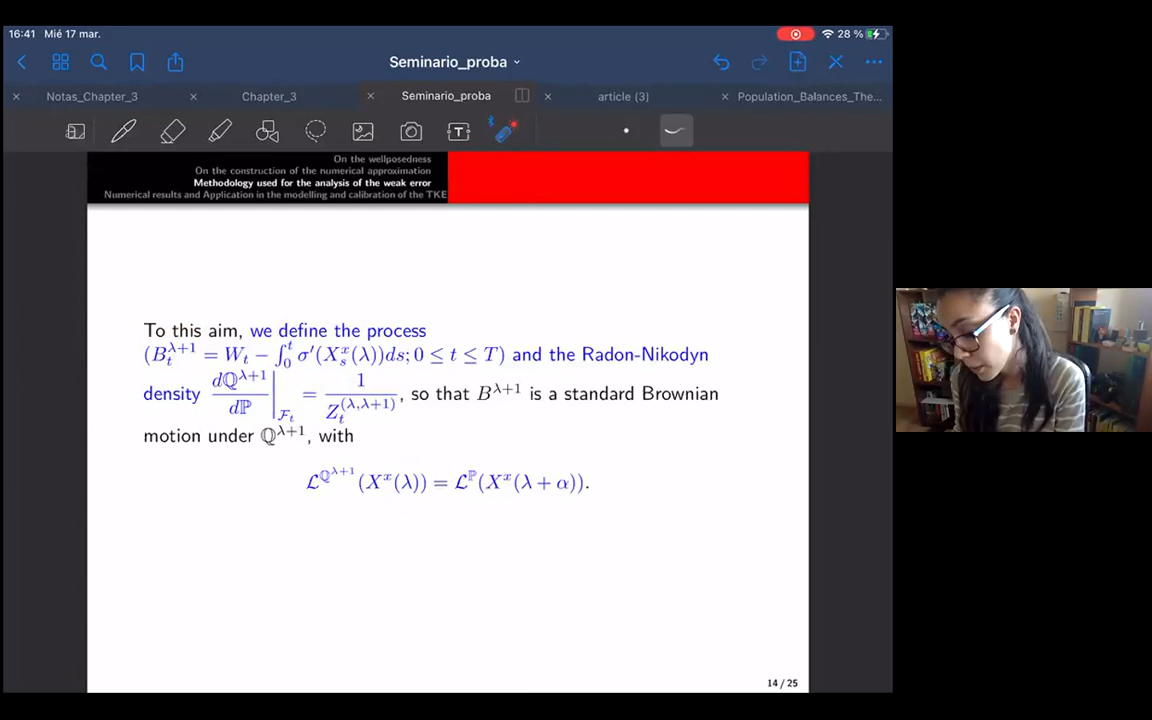 16:41 Mié 17 mar.
28 %
Seminario_proba
Notas_Chapter_3
Chapter_3
Seminario_proba
article (3)
Population_Balances_The...
On the wellposedness
On the construction of the numerical approximation
Methodology used for the analysis of the weak error
Numerical results and Application in the modelling and calibration of the TKE
To this aim, we define the process
(B_t^{λ+1} = W_t − ∫_0^t σ′(X_s^x(λ))ds; 0 ≤ t ≤ T) and the Radon-Nikodyn
density dℚ^{λ+1}/dℙ |_{ℱ_t} = 1/Z_t^{(λ,λ+1)}, so that B^{λ+1} is a standard Brownian
motion under ℚ^{λ+1}, with
ℒ^{ℚ^{λ+1}}(X^x(λ)) = ℒ^ℙ(X^x(λ + α)).
14 / 25